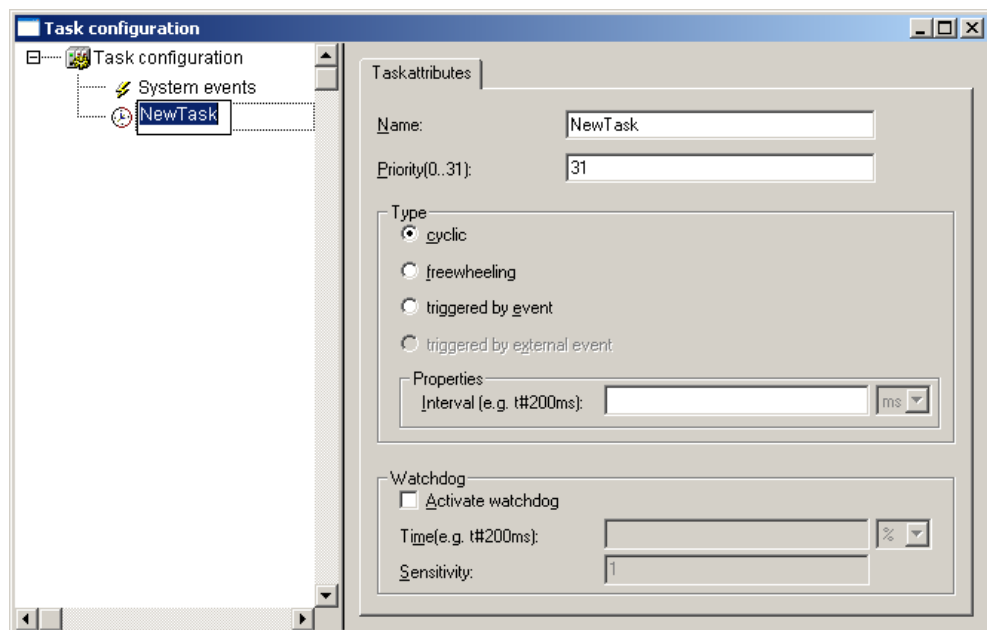 Task configuration
Task configuration
System events
NewTask
Taskattributes
Name: NewTask
Priority(0..31): 31
Type
cyclic
freewheeling
triggered by event
triggered by external event
Properties
Interval (e.g. t#200ms): ms
Watchdog
Activate watchdog
Time(e.g. t#200ms): %
Sensitivity: 1